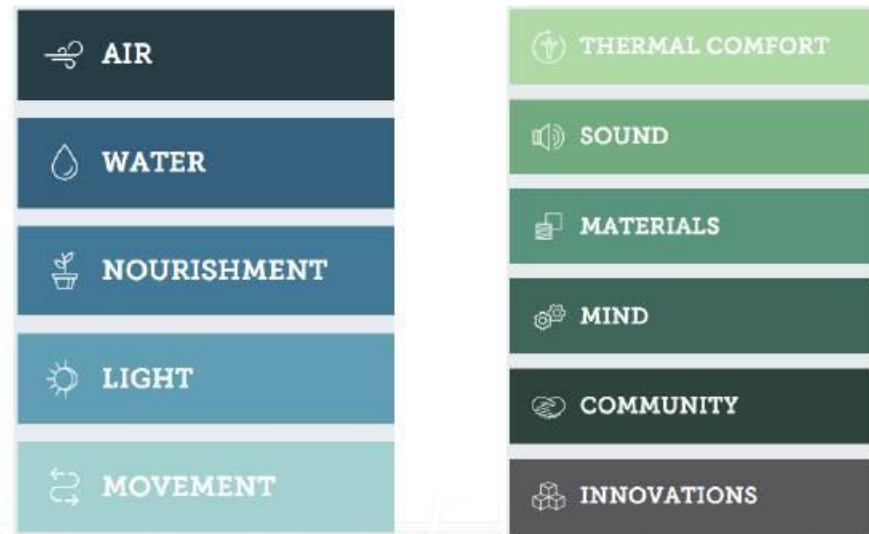 AIR
WATER
NOURISHMENT
LIGHT
MOVEMENT
THERMAL COMFORT
SOUND
MATERIALS
MIND
COMMUNITY
INNOVATIONS